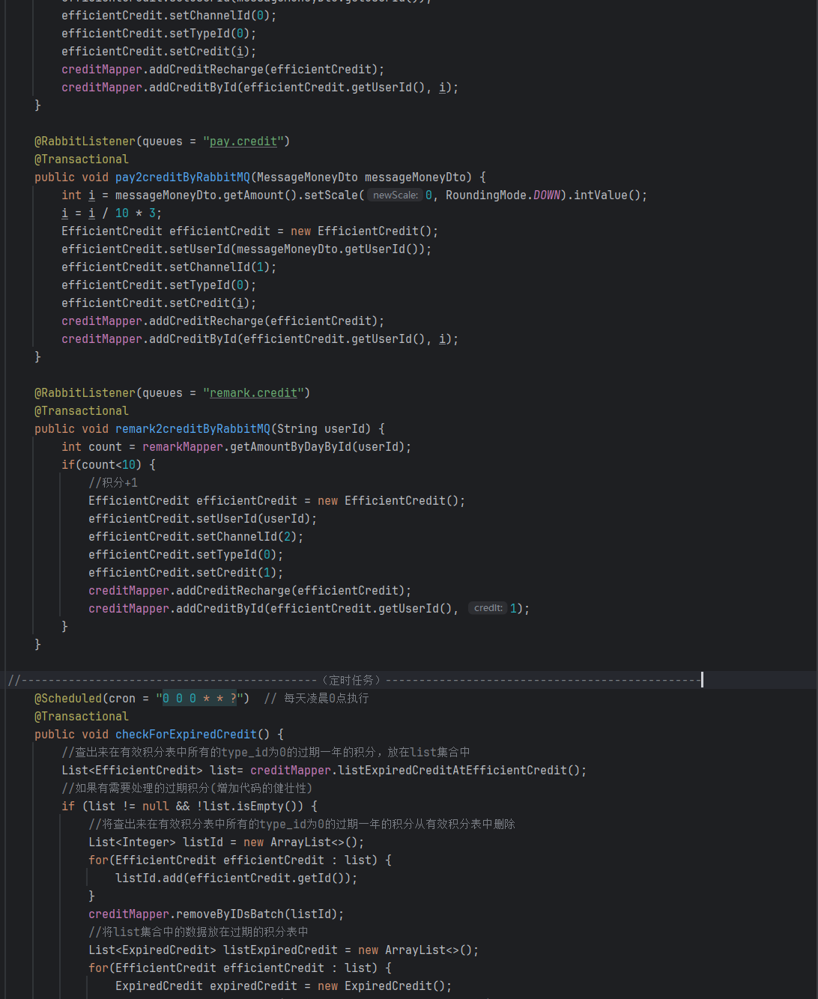 efficientCredit.setUserId(messageMoneyDto.getUserId());
efficientCredit.setChannelId(0);
efficientCredit.setTypeId(0);
efficientCredit.setCredit(i);
creditMapper.addCreditRecharge(efficientCredit);
creditMapper.addCreditById(efficientCredit.getUserId(), i);
}
@RabbitListener(queues = "pay.credit")
@Transactional
public void pay2creditByRabbitMQ(MessageMoneyDto messageMoneyDto) {
int i = messageMoneyDto.getAmount().setScale( newScale: 0, RoundingMode.DOWN).intValue();
i = i / 10 * 3;
EfficientCredit efficientCredit = new EfficientCredit();
efficientCredit.setUserId(messageMoneyDto.getUserId());
efficientCredit.setChannelId(1);
efficientCredit.setTypeId(0);
efficientCredit.setCredit(i);
creditMapper.addCreditRecharge(efficientCredit);
creditMapper.addCreditById(efficientCredit.getUserId(), i);
}
@RabbitListener(queues = "remark.credit")
@Transactional
public void remark2creditByRabbitMQ(String userId) {
int count = remarkMapper.getAmountByDayById(userId);
if(count<10) {
//积分+1
EfficientCredit efficientCredit = new EfficientCredit();
efficientCredit.setUserId(userId);
efficientCredit.setChannelId(2);
efficientCredit.setTypeId(0);
efficientCredit.setCredit(1);
creditMapper.addCreditRecharge(efficientCredit);
creditMapper.addCreditById(efficientCredit.getUserId(), credit: 1);
}
}
//--------------------------------------------（定时任务）-----------------------------------------------
@Scheduled(cron = "0 0 0 * * ?")  // 每天凌晨0点执行
@Transactional
public void checkForExpiredCredit() {
//查出来在有效积分表中所有的type_id为0的过期一年的积分，放在list集合中
List<EfficientCredit> list= creditMapper.listExpiredCreditAtEfficientCredit();
//如果有需要处理的过期积分(增加代码的健壮性)
if (list != null && !list.isEmpty()) {
//将查出来在有效积分表中所有的type_id为0的过期一年的积分从有效积分表中删除
List<Integer> listId = new ArrayList<>();
for(EfficientCredit efficientCredit : list) {
listId.add(efficientCredit.getId());
}
creditMapper.removeByIDsBatch(listId);
//将list集合中的数据放在过期的积分表中
List<ExpiredCredit> listExpiredCredit = new ArrayList<>();
for(EfficientCredit efficientCredit : list) {
ExpiredCredit expiredCredit = new ExpiredCredit();